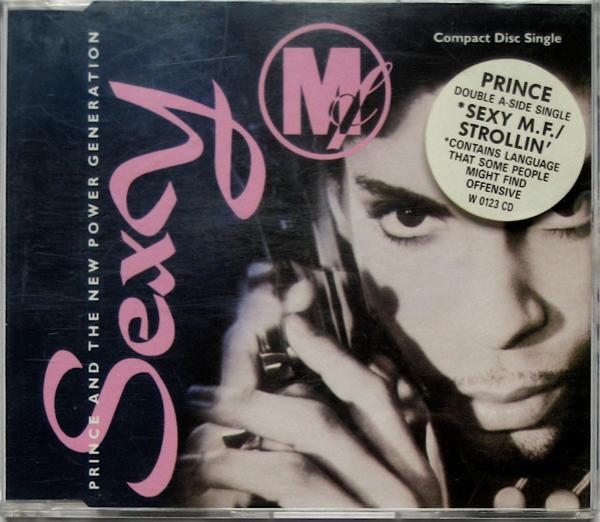 PRINCE AND THE NEW POWER GENERATION
Sexy
Mf
Compact Disc Single
PRINCE
DOUBLE A-SIDE SINGLE
*SEXY M.F./
STROLLIN'
*CONTAINS LANGUAGE
THAT SOME PEOPLE
MIGHT FIND
OFFENSIVE
W 0123 CD